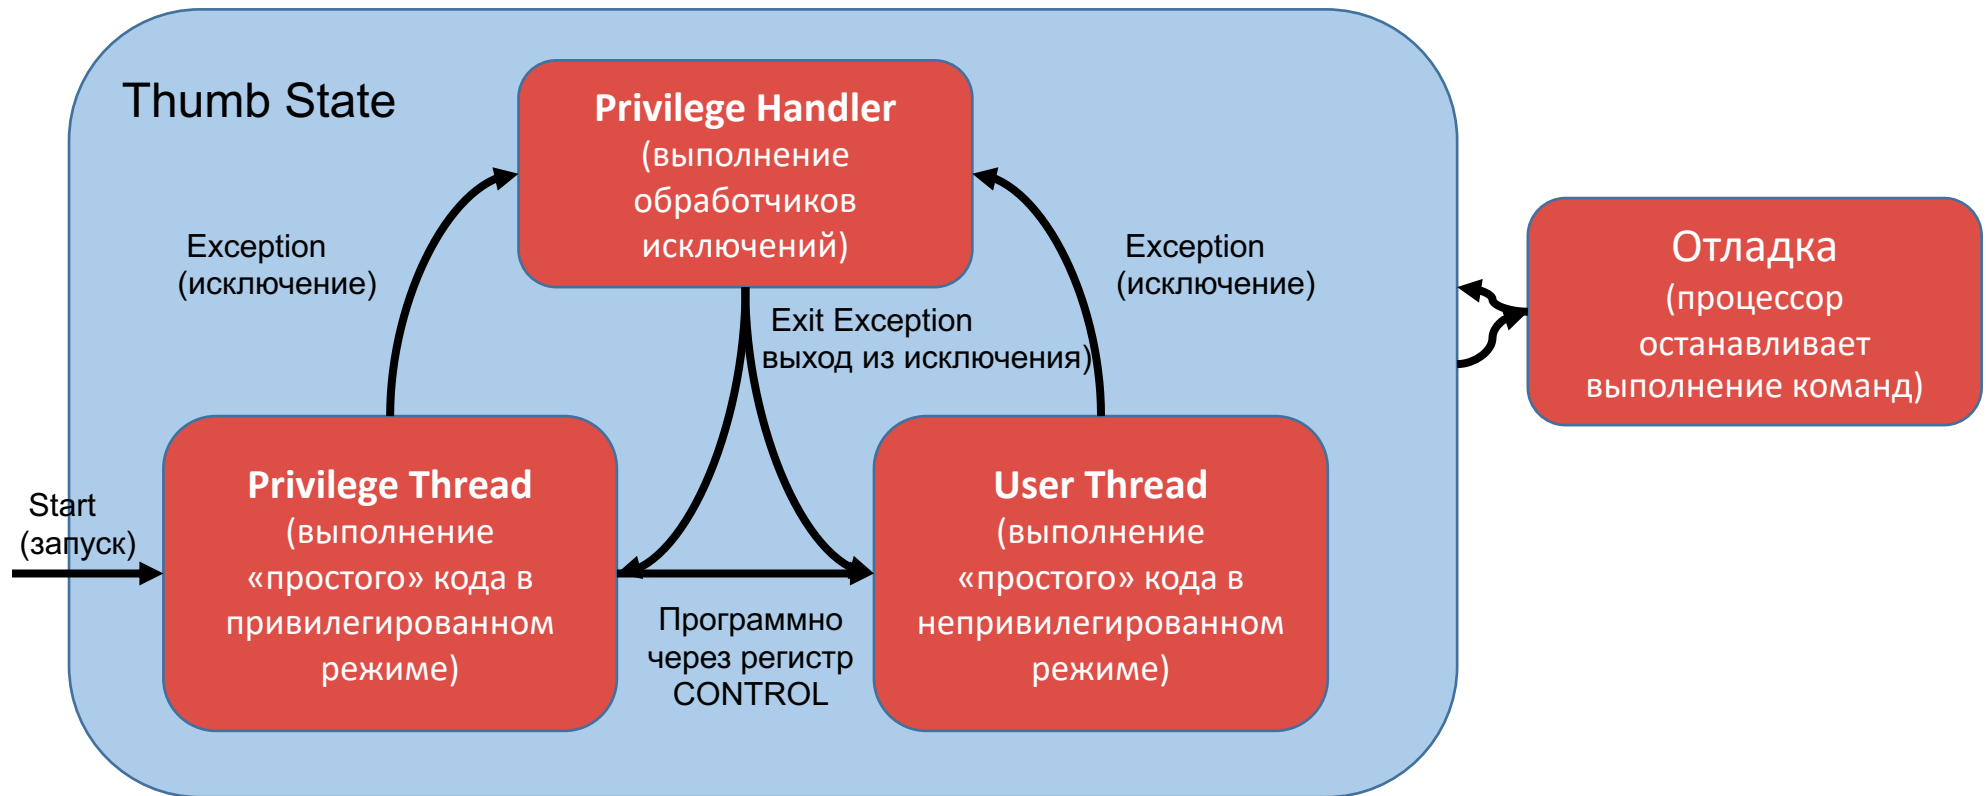 Thumb State
Privilege Handler
(выполнение
обработчиков
исключений)
Exception
(исключение)
Exception
(исключение)
Exit Exception
выход из исключения)
Отладка
(процессор
останавливает
выполнение команд)
Start
(запуск)
Privilege Thread
(выполнение
«простого» кода в
привилегированном
режиме)
Программно
через регистр
CONTROL
User Thread
(выполнение
«простого» кода в
непривилегированном
режиме)